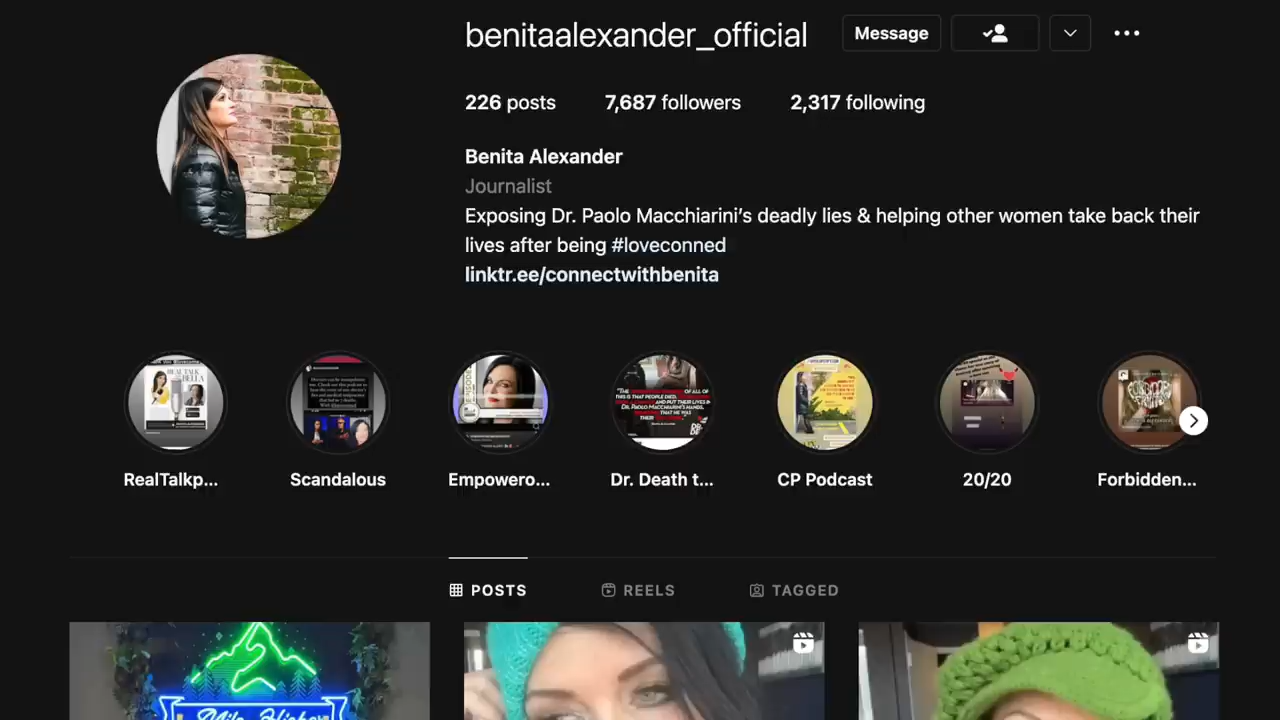 benitaalexander_official
Message
226 posts 7,687 followers 2,317 following
Benita Alexander
Journalist
Exposing Dr. Paolo Macchiarini's deadly lies & helping other women take back their
lives after being #loveconned
linktr.ee/connectwithbenita
RealTalkp... Scandalous Empowero... Dr. Death t... CP Podcast 20/20 Forbidden...
POSTS REELS TAGGED
Mile Higher